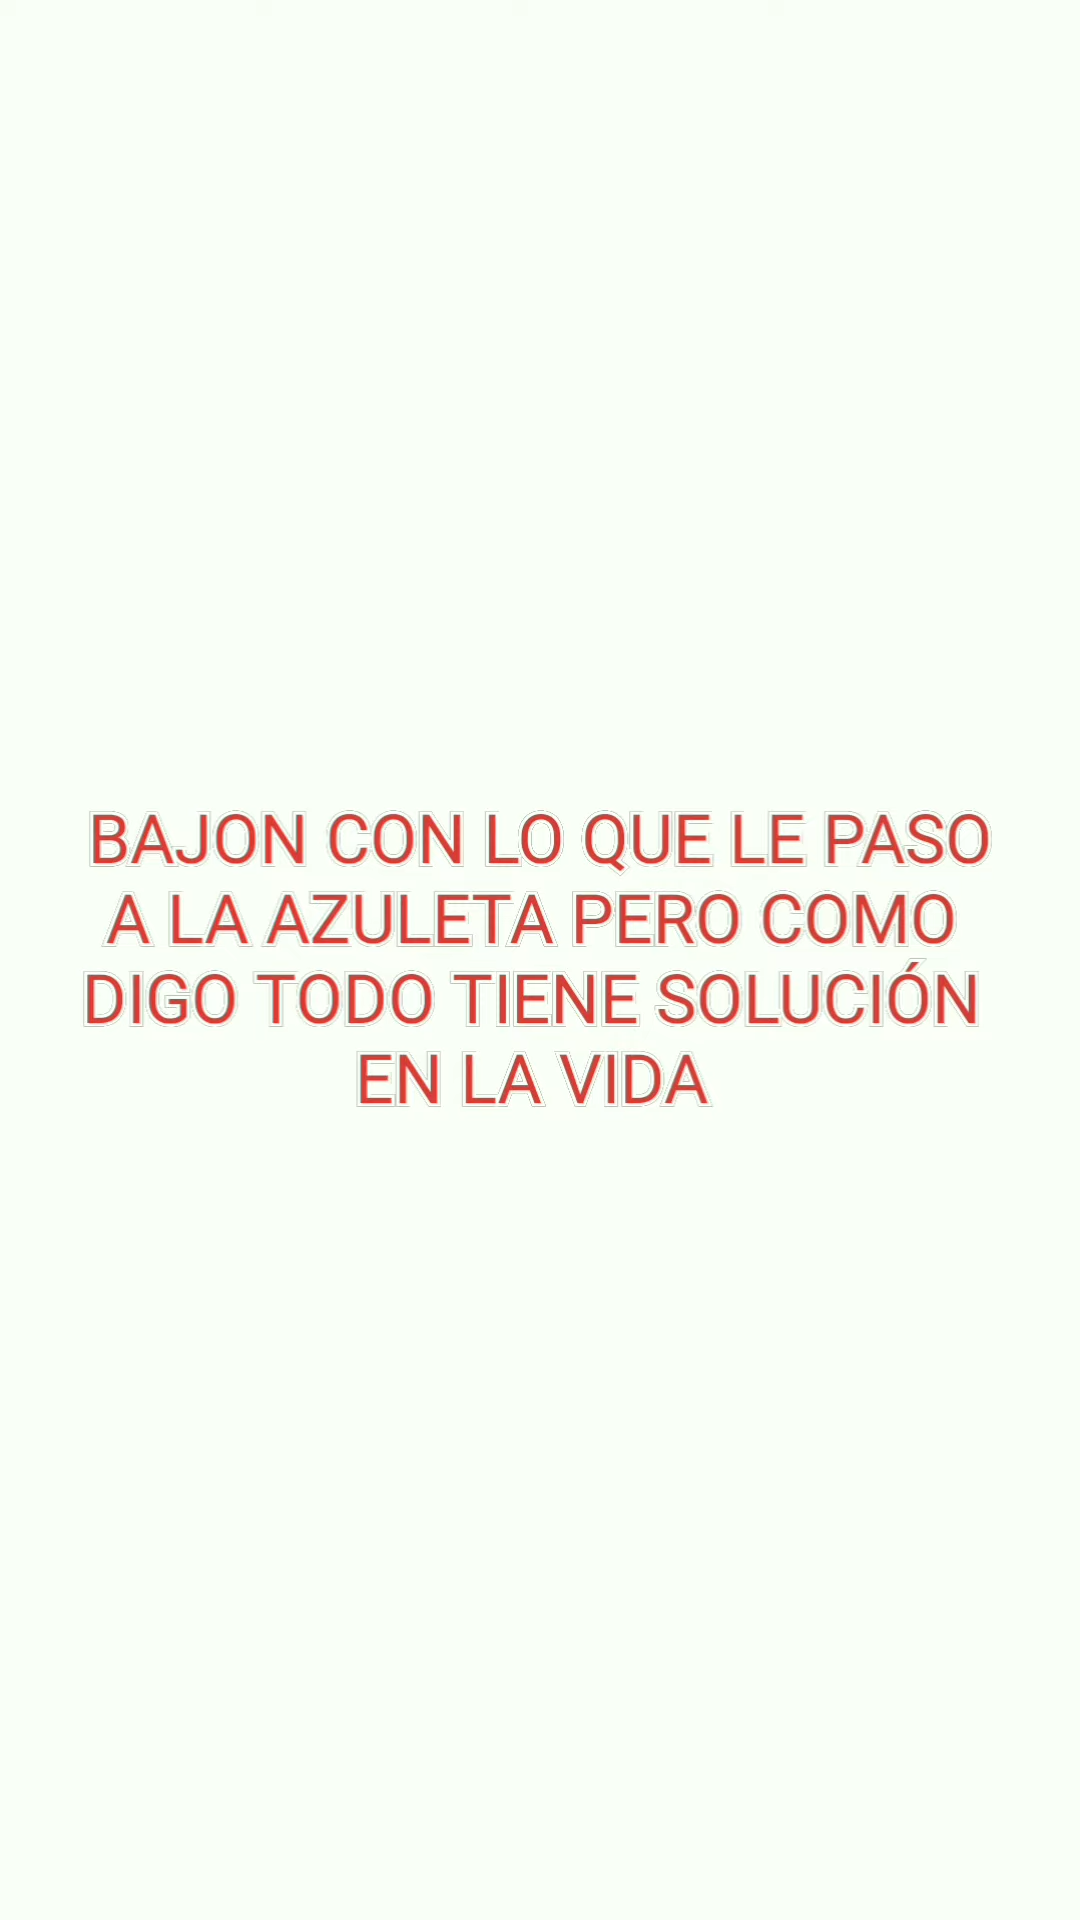 BAJON CON LO QUE LE PASO
A LA AZULETA PERO COMO
DIGO TODO TIENE SOLUCIÓN
EN LA VIDA